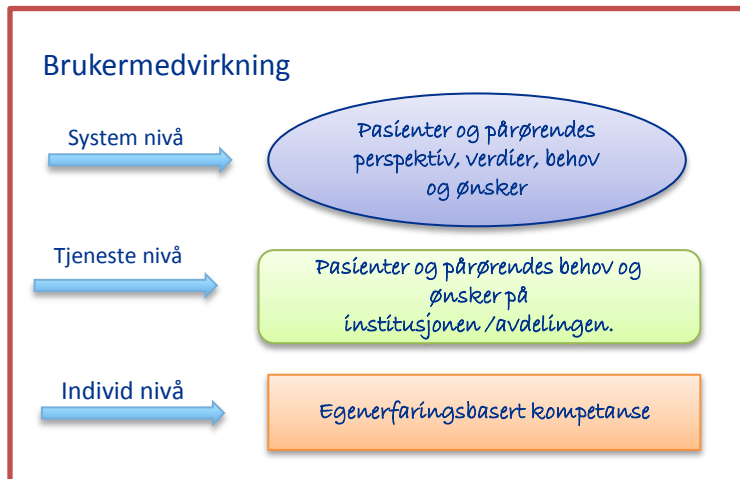 Brukermedvirkning
System nivå
Pasienter og pårørendes
perspektiv, verdier, behov
og ønsker
Tjeneste nivå
Pasienter og pårørendes behov og
ønsker på
institusjonen /avdelingen.
Individ nivå
Egenerfaringsbasert kompetanse